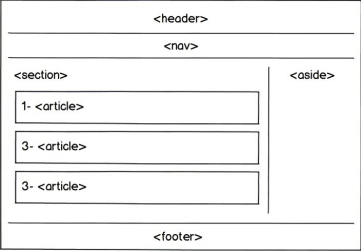 <header>
<nav>
<section>
<aside>
1- <article>
3- <article>
3- <article>
<footer>